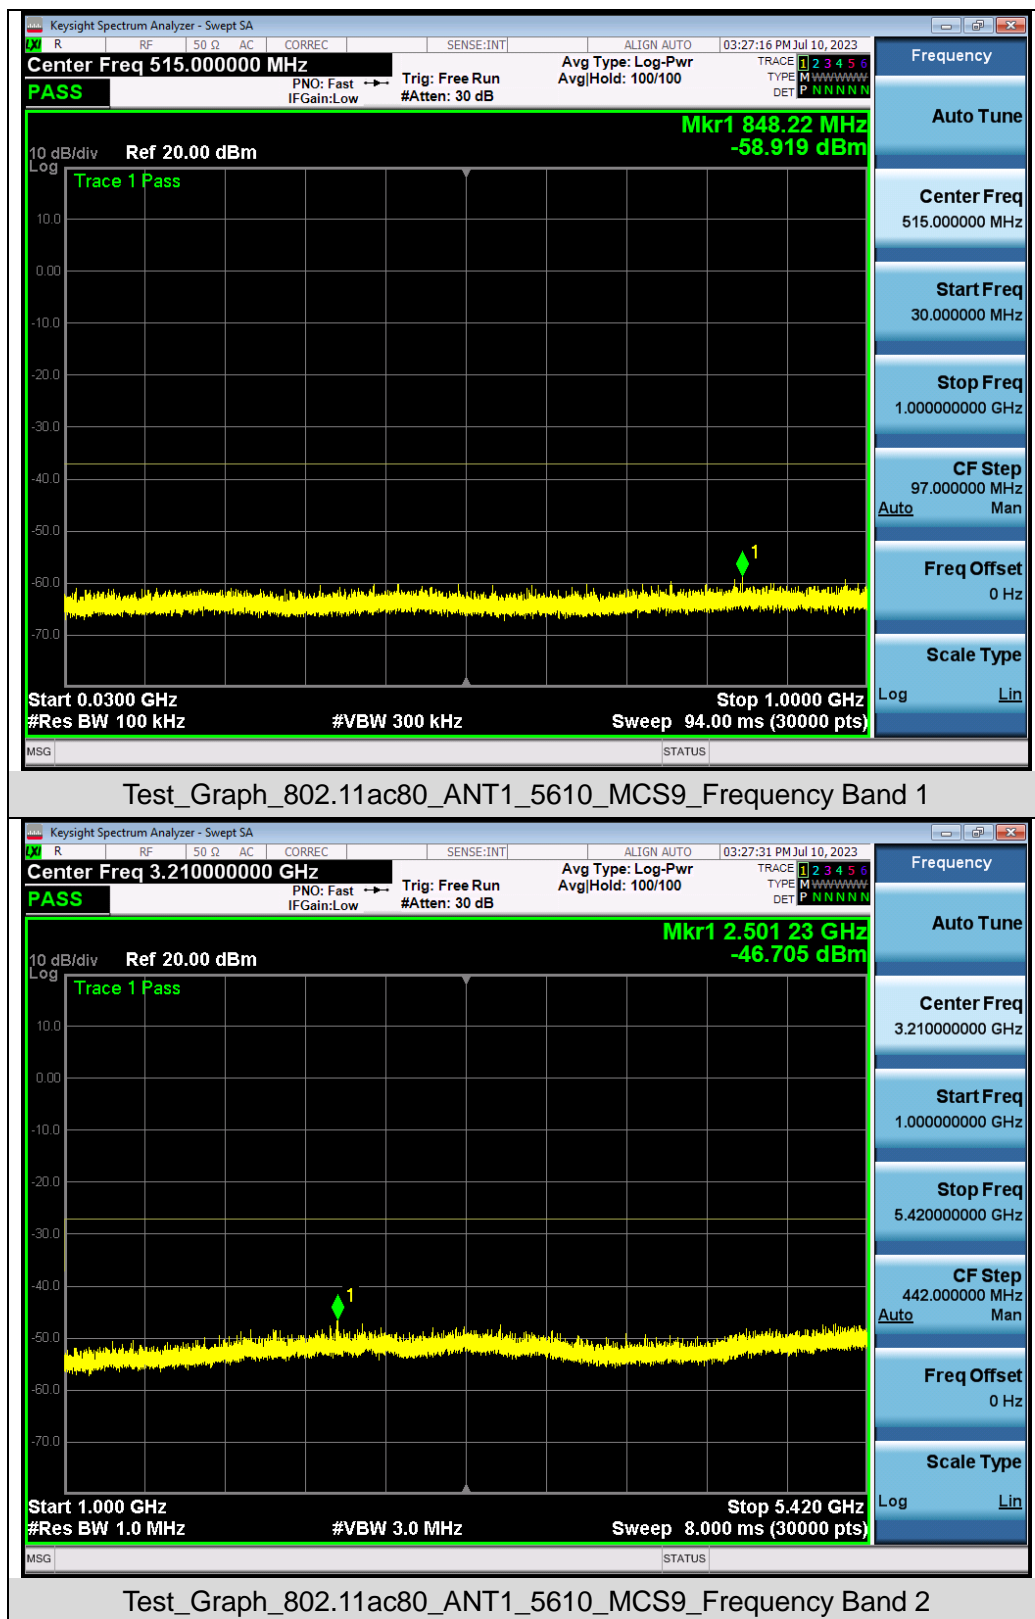 Keysight Spectrum Analyzer - Swept SA
LXI R RF 50 Ω AC CORREC SENSE:INT ALIGN AUTO 03:27:16 PM Jul 10, 2023
Center Freq 515.000000 MHz
PASS
PNO: Fast
IFGain:Low
Trig: Free Run
#Atten: 30 dB
Avg Type: Log-Pwr
Avg|Hold: 100/100
TRACE 1 2 3 4 5 6
TYPE M WWWWW
DET P N N N N N
Mkr1 848.22 MHz
-58.919 dBm
10 dB/div Ref 20.00 dBm
Log
Trace 1 Pass
10.0
0.00
-10.0
-20.0
-30.0
-40.0
-50.0
-60.0
-70.0
1
Start 0.0300 GHz Stop 1.0000 GHz
#Res BW 100 kHz #VBW 300 kHz Sweep 94.00 ms (30000 pts)
MSG STATUS
Frequency
Auto Tune
Center Freq
515.000000 MHz
Start Freq
30.000000 MHz
Stop Freq
1.000000000 GHz
CF Step
97.000000 MHz
Auto Man
Freq Offset
0 Hz
Scale Type
Log Lin
Test_Graph_802.11ac80_ANT1_5610_MCS9_Frequency Band 1
Keysight Spectrum Analyzer - Swept SA
LXI R RF 50 Ω AC CORREC SENSE:INT ALIGN AUTO 03:27:31 PM Jul 10, 2023
Center Freq 3.210000000 GHz
PASS
PNO: Fast
IFGain:Low
Trig: Free Run
#Atten: 30 dB
Avg Type: Log-Pwr
Avg|Hold: 100/100
TRACE 1 2 3 4 5 6
TYPE M WWWWW
DET P N N N N N
Mkr1 2.501 23 GHz
-46.705 dBm
10 dB/div Ref 20.00 dBm
Log
Trace 1 Pass
10.0
0.00
-10.0
-20.0
-30.0
-40.0
-50.0
-60.0
-70.0
1
Start 1.000 GHz Stop 5.420 GHz
#Res BW 1.0 MHz #VBW 3.0 MHz Sweep 8.000 ms (30000 pts)
MSG STATUS
Frequency
Auto Tune
Center Freq
3.210000000 GHz
Start Freq
1.000000000 GHz
Stop Freq
5.420000000 GHz
CF Step
442.000000 MHz
Auto Man
Freq Offset
0 Hz
Scale Type
Log Lin
Test_Graph_802.11ac80_ANT1_5610_MCS9_Frequency Band 2